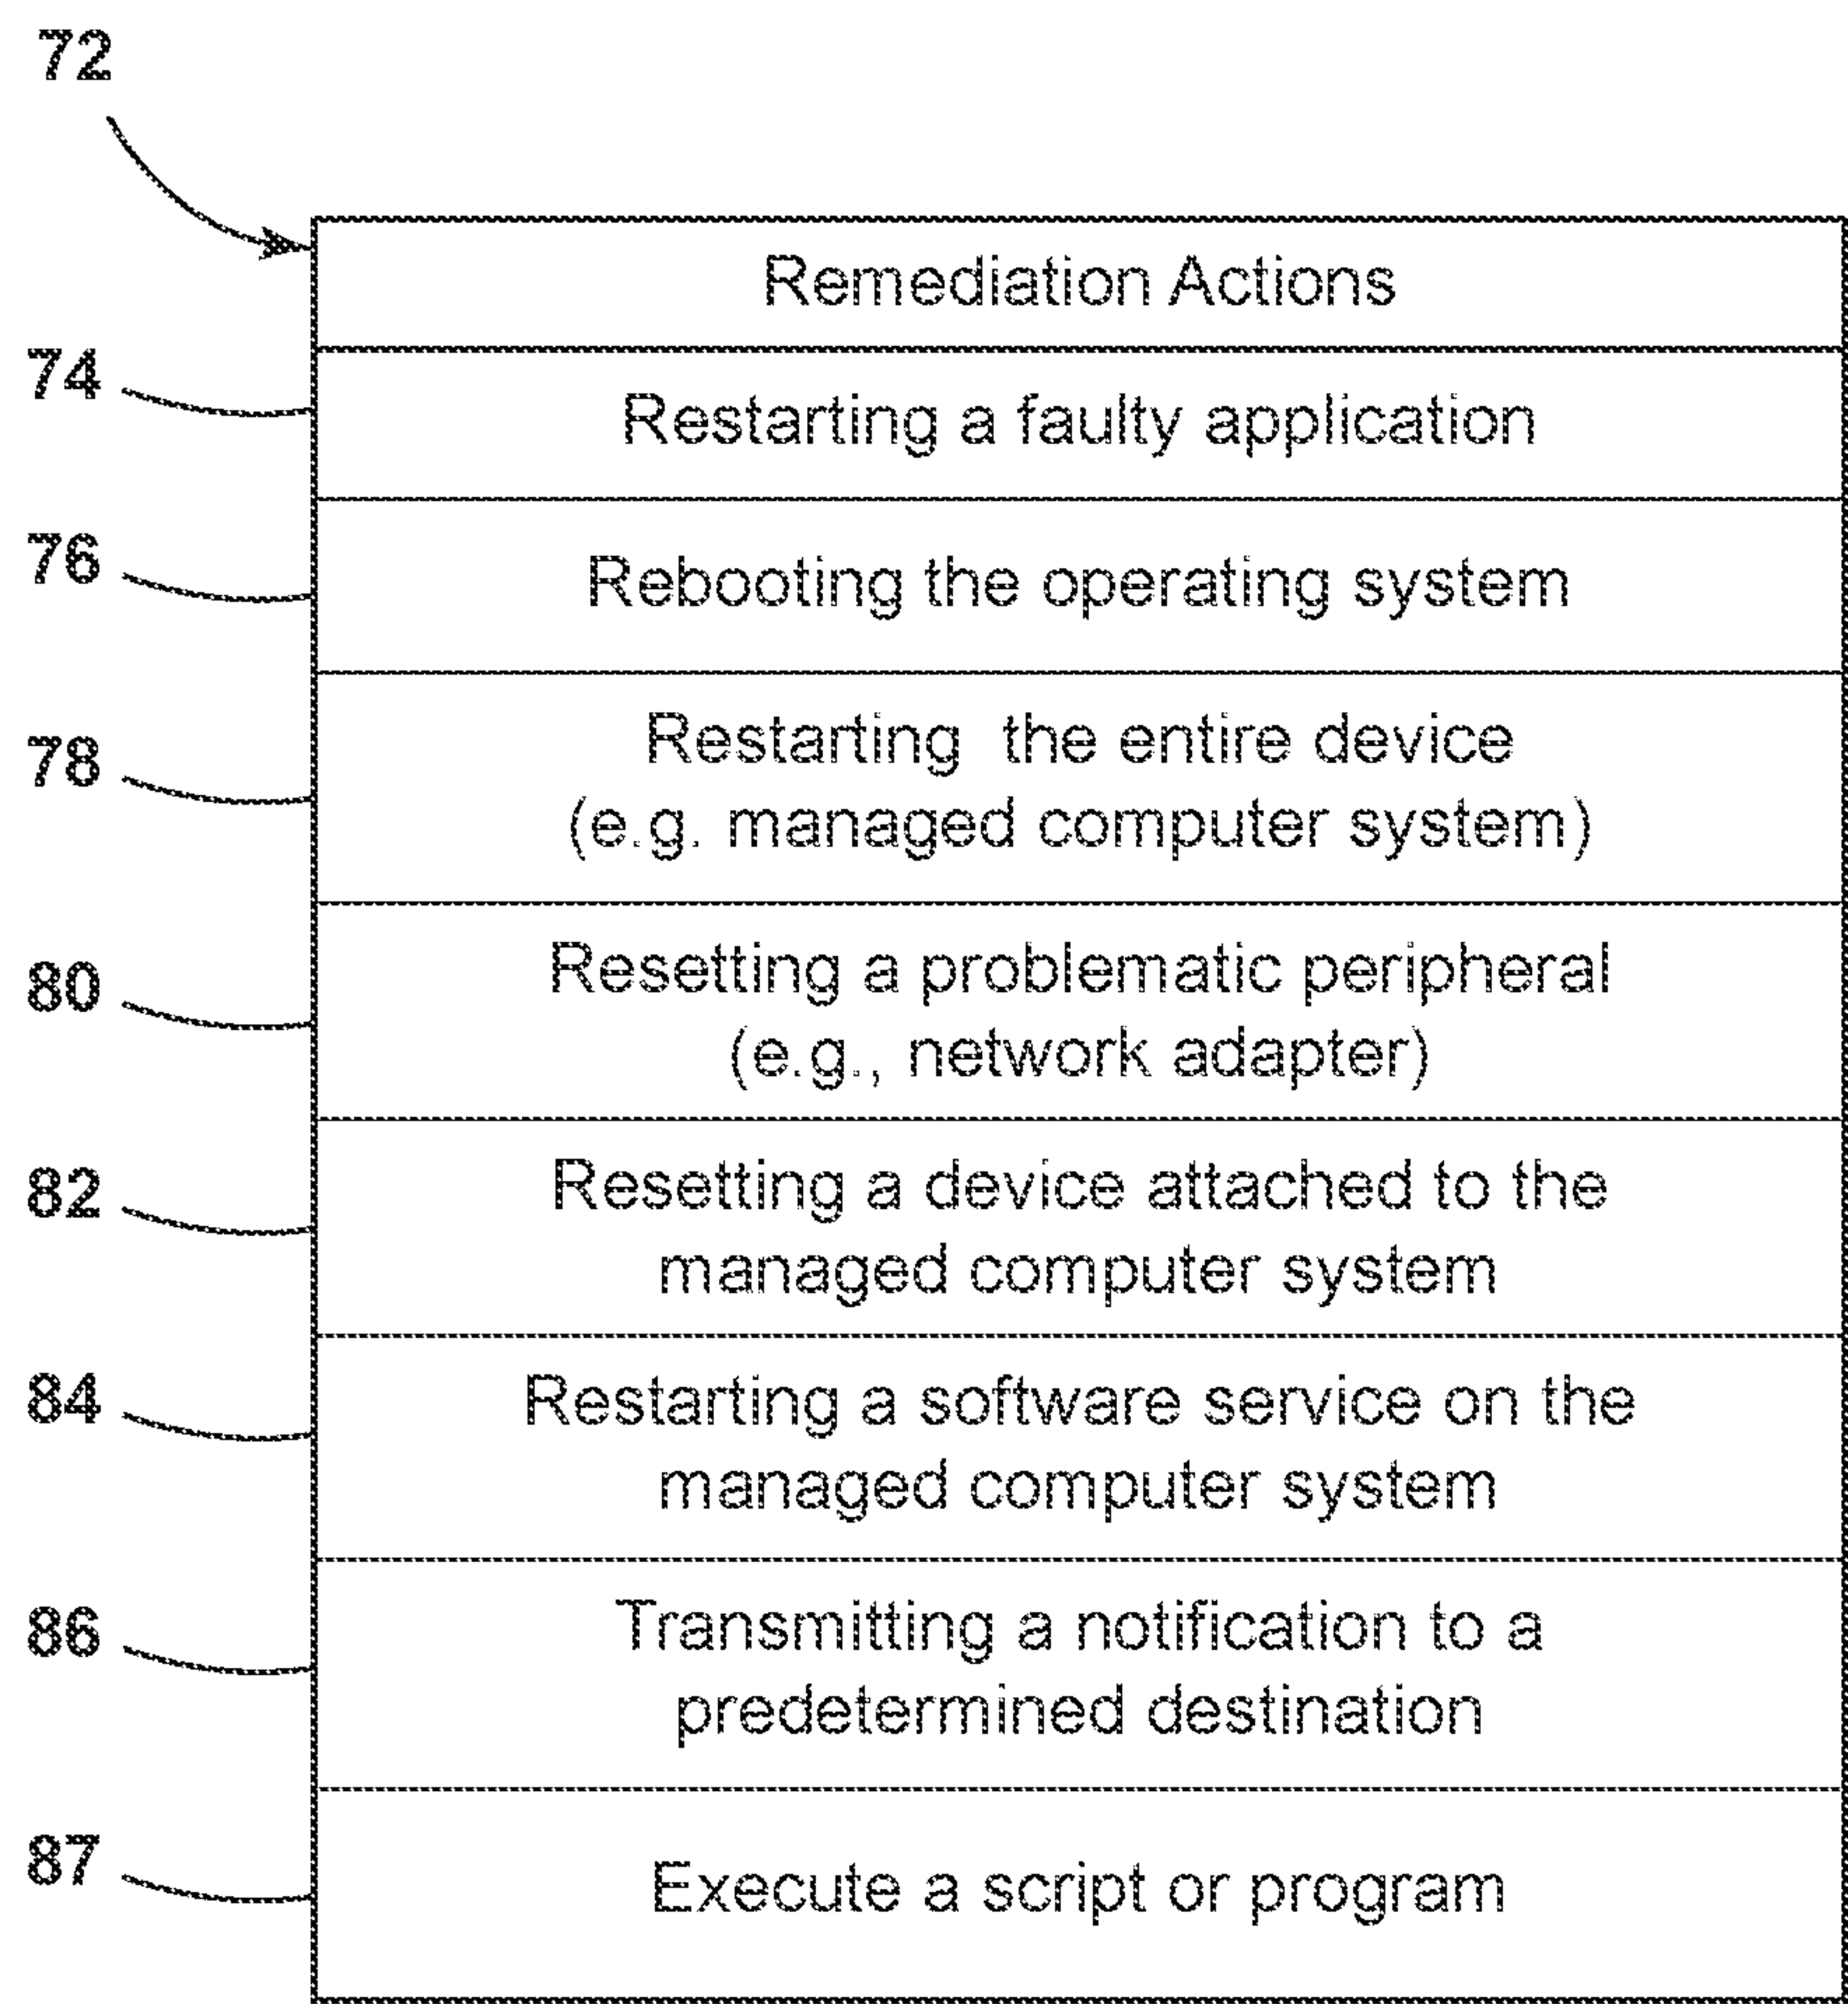 72
Remediation Actions
74
Restarting a faulty application
76
Rebooting the operating system
78
Restarting the entire device
(e.g. managed computer system)
80
Resetting a problematic peripheral
(e.g., network adapter)
82
Resetting a device attached to the
managed computer system
84
Restarting a software service on the
managed computer system
86
Transmitting a notification to a
predetermined destination
87
Execute a script or program